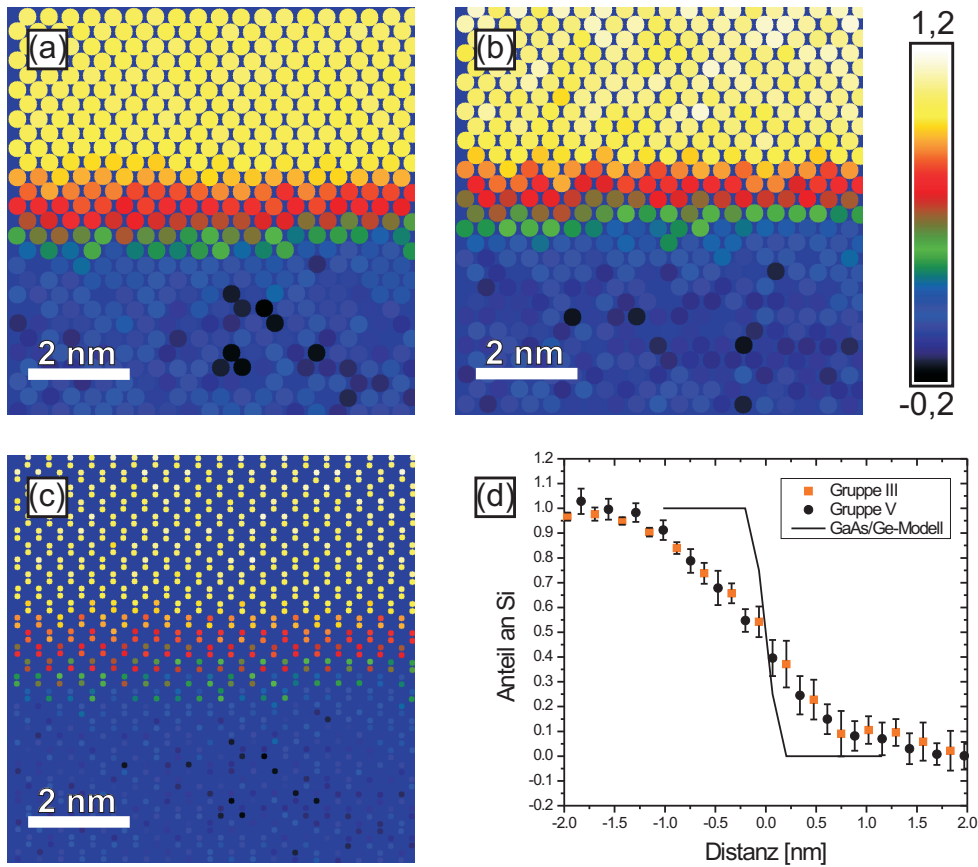 (a)
2 nm
(b)
2 nm
1,2
-0,2
(c)
2 nm
(d)
Gruppe III
Gruppe V
GaAs/Ge-Modell
Anteil an Si
1.2
1.1
1.0
0.9
0.8
0.7
0.6
0.5
0.4
0.3
0.2
0.1
0.0
-0.1
-0.2
-2.0 -1.5 -1.0 -0.5 0.0 0.5 1.0 1.5 2.0
Distanz [nm]